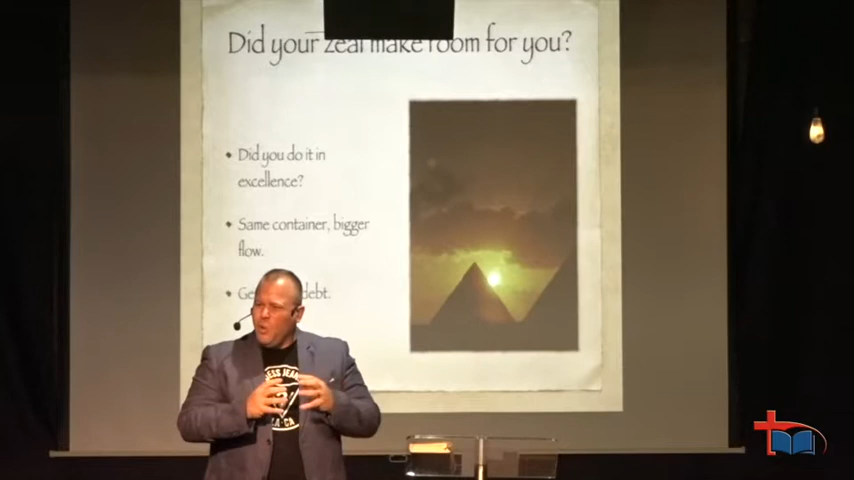 Did your zeal make room for you?
Did you do it in
excellence?
Same container, bigger
flow.
debt.